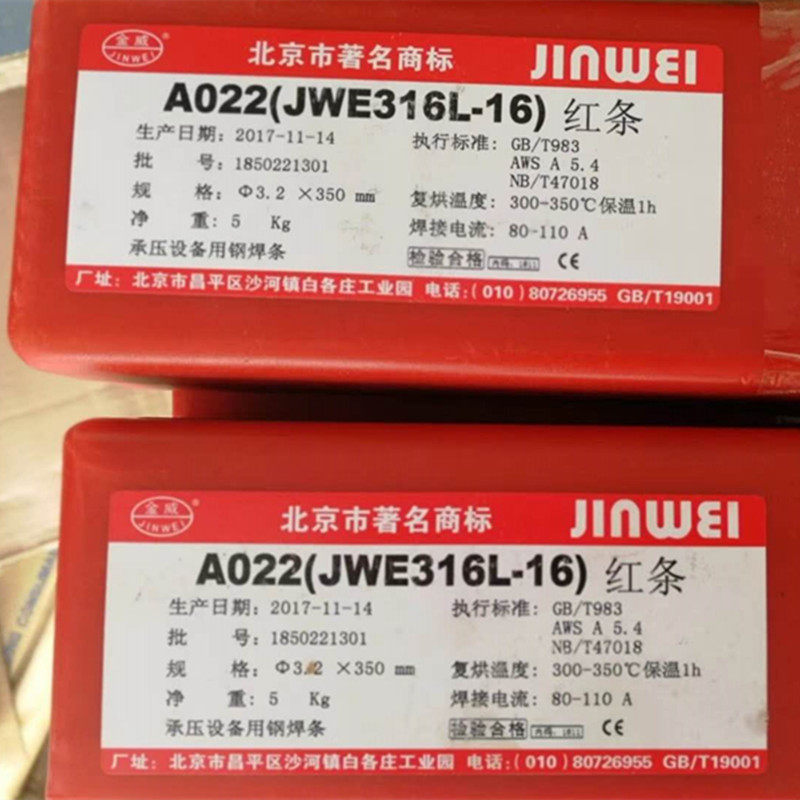 金威
JINWEI
®
北京市著名商标
JINWEI
A022(JWE316L-16) 红条
生产日期: 2017-11-14
批 号: 1850221301
规 格: Φ3.2 ×350 mm
净 重: 5 Kg
承压设备用钢焊条
执行标准: GB/T983
AWS A 5.4
NB/T47018
复烘温度: 300-350℃保温1h
焊接电流: 80-110 A
检验合格
CE
厂址: 北京市昌平区沙河镇白各庄工业园 电话:(010)80726955 GB/T19001
金威
JINWEI
®
北京市著名商标
JINWEI
A022(JWE316L-16) 红条
生产日期: 2017-11-14
批 号: 1850221301
规 格: Φ3.2 ×350 mm
净 重: 5 Kg
承压设备用钢焊条
执行标准: GB/T983
AWS A 5.4
NB/T47018
复烘温度: 300-350℃保温1h
焊接电流: 80-110 A
检验合格
CE
厂址: 北京市昌平区沙河镇白各庄工业园 电话:(010)80726955 GB/T19001